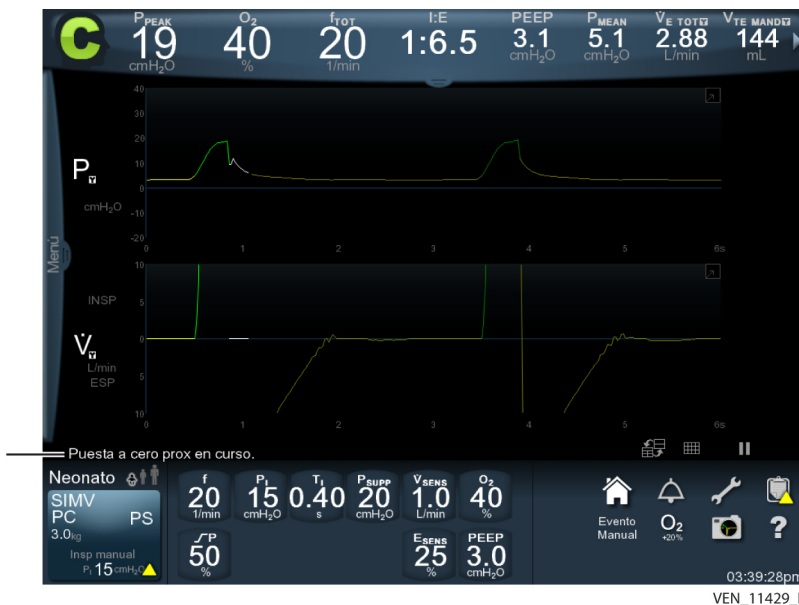 C
PPEAK
19
cmH2O
O2
40
%
fTOT
20
1/min
I:E
1:6.5
PEEP
3.1
cmH2O
PMEAN
5.1
cmH2O
V̇E TOT Y
2.88
L/min
VTE MAND Y
144
mL
Menú
40
30
20
10
0
-10
-20
PY
cmH2O
0 1 2 3 4 5 6s
10
INSP
5
0
V̇Y
L/min
ESP
5
10
0 1 2 3 4 5 6s
Puesta a cero prox en curso.
Neonato
SIMV
PC PS
3.0kg
Insp manual
PI 15 cmH2O
f
20
1/min
PI
15
cmH2O
TI
0.40
s
PSUPP
20
cmH2O
V̇SENS
1.0
L/min
O2
40
%
P
50
%
ESENS
25
%
PEEP
3.0
cmH2O
Evento
Manual
O2
+20%
?
03:39:28pm
VEN_11429_